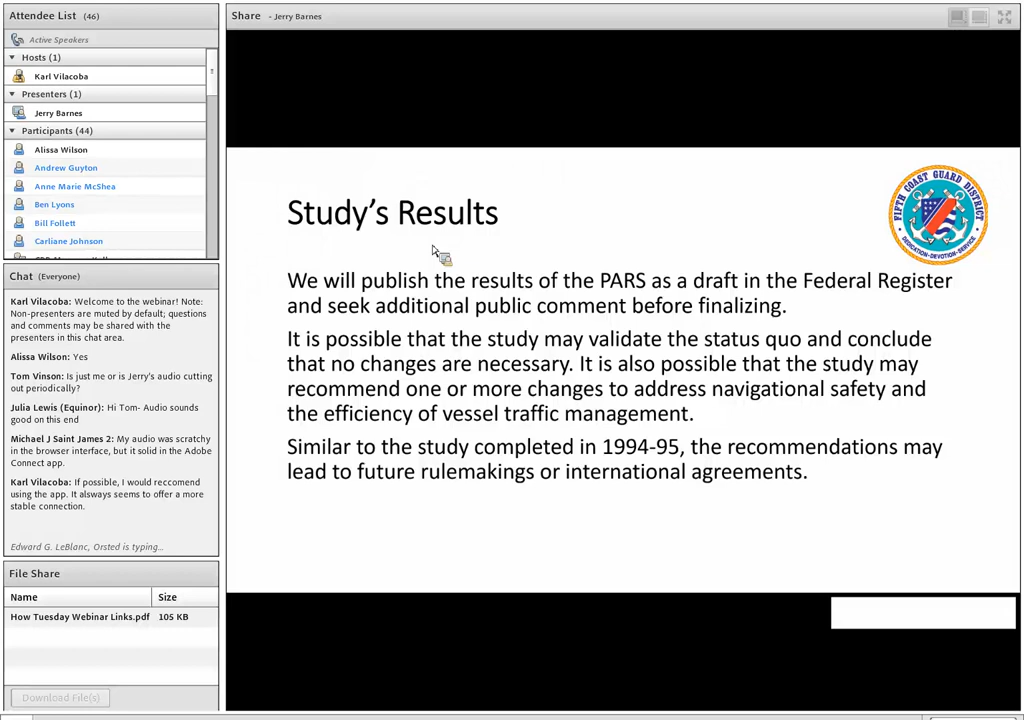 Attendee List (46)
Active Speakers
Hosts (1)
Karl Vilacoba
Presenters (1)
Jerry Barnes
Participants (44)
Alissa Wilson
Andrew Guyton
Anne Marie McShea
Ben Lyons
Bill Follett
Carliane Johnson
Chat (Everyone)
Karl Vilacoba: Welcome to the webinar! Note:
Non-presenters are muted by default; questions
and comments may be shared with the
presenters in this chat area.
Alissa Wilson: Yes
Tom Vinson: Is just me or is Jerry's audio cutting
out periodically?
Julia Lewis (Equinor): Hi Tom- Audio sounds
good on this end
Michael J Saint James 2: My audio was scratchy
in the browser interface, but it solid in the Adobe
Connect app.
Karl Vilacoba: If possible, I would reccomend
using the app. It alsways seems to offer a more
stable connection.
Edward G. LeBlanc, Orsted is typing...
File Share
Name Size
How Tuesday Webinar Links.pdf 105 KB
Download File(s)
Share - Jerry Barnes
FIFTH COAST GUARD DISTRICT
DEDICATION-DEVOTION-SERVICE
Study's Results
We will publish the results of the PARS as a draft in the Federal Register
and seek additional public comment before finalizing.
It is possible that the study may validate the status quo and conclude
that no changes are necessary. It is also possible that the study may
recommend one or more changes to address navigational safety and
the efficiency of vessel traffic management.
Similar to the study completed in 1994-95, the recommendations may
lead to future rulemakings or international agreements.